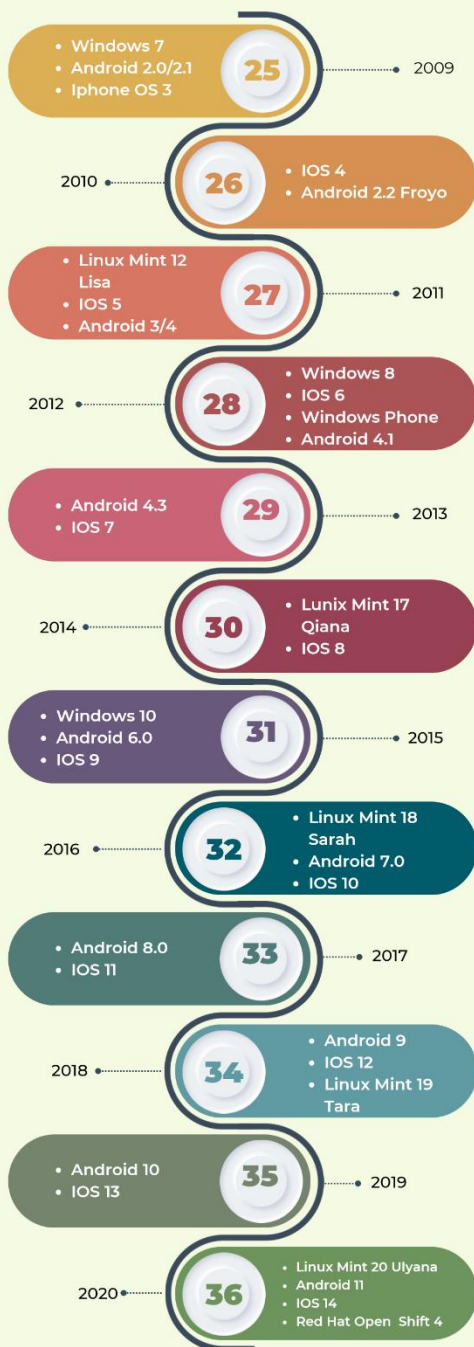 • Windows 7
• Android 2.0/2.1
• Iphone OS 3
25
2009
2010
26
• IOS 4
• Android 2.2 Froyo
• Linux Mint 12
Lisa
• IOS 5
• Android 3/4
27
2011
2012
28
• Windows 8
• IOS 6
• Windows Phone
• Android 4.1
• Android 4.3
• IOS 7
29
2013
2014
30
• Lunix Mint 17
Qiana
• IOS 8
• Windows 10
• Android 6.0
• IOS 9
31
2015
2016
32
• Linux Mint 18
Sarah
• Android 7.0
• IOS 10
• Android 8.0
• IOS 11
33
2017
2018
34
• Android 9
• IOS 12
• Linux Mint 19
Tara
• Android 10
• IOS 13
35
2019
2020
36
• Linux Mint 20 Ulyana
• Android 11
• IOS 14
• Red Hat Open Shift 4